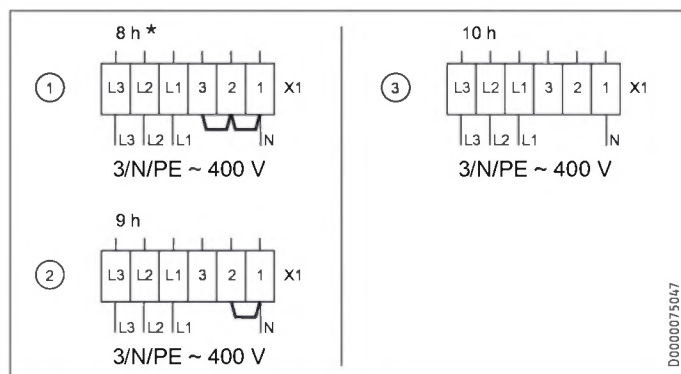 8 h *
1
L3 L2 L1 3 2 1 X1
L3 L2 L1 N
3/N/PE ~ 400 V
9 h
2
L3 L2 L1 3 2 1 X1
L3 L2 L1 N
3/N/PE ~ 400 V
10 h
3
L3 L2 L1 3 2 1 X1
L3 L2 L1 N
3/N/PE ~ 400 V
D0000075047